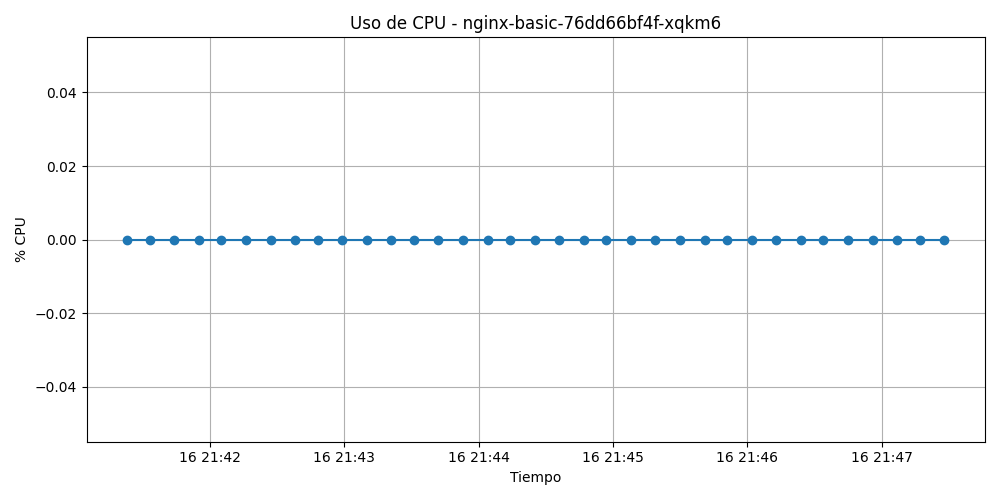 Uso de CPU - nginx-basic-76dd66bf4f-xqkm6
% CPU
0.04
0.02
0.00
−0.02
−0.04
16 21:42 16 21:43 16 21:44 16 21:45 16 21:46 16 21:47
Tiempo